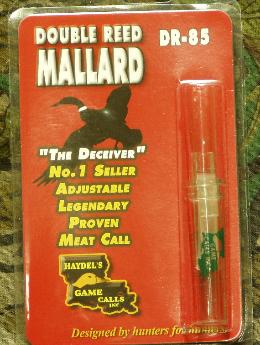 DOUBLE REED
DR-85
MALLARD
"THE DECEIVER"
NO.1 SELLER
ADJUSTABLE
LEGENDARY
PROVEN
MEAT CALL
HAYDEL'S
GAME
CALLS
INC
Designed by hunters for hunters